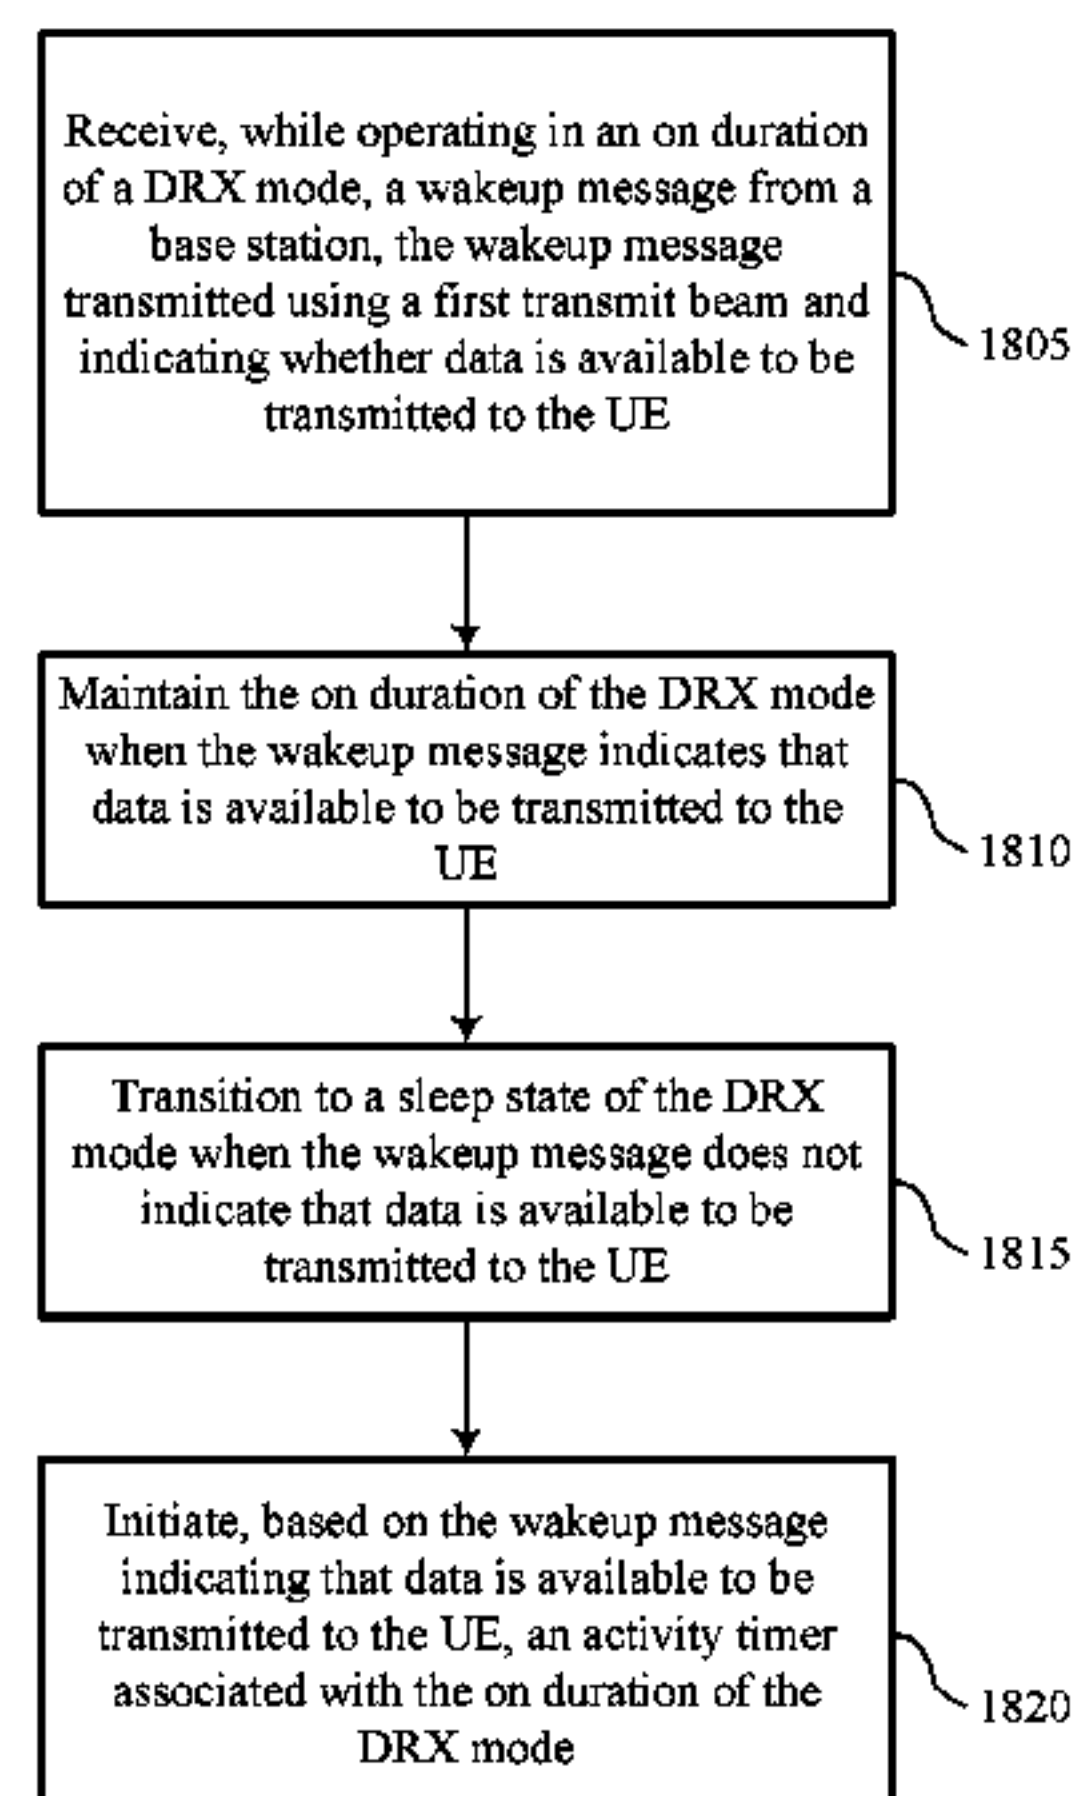 Receive, while operating in an on duration
of a DRX mode, a wakeup message from a
base station, the wakeup message
transmitted using a first transmit beam and
indicating whether data is available to be
transmitted to the UE
1805
Maintain the on duration of the DRX mode
when the wakeup message indicates that
data is available to be transmitted to the
UE
1810
Transition to a sleep state of the DRX
mode when the wakeup message does not
indicate that data is available to be
transmitted to the UE
1815
Initiate, based on the wakeup message
indicating that data is available to be
transmitted to the UE, an activity timer
associated with the on duration of the
DRX mode
1820